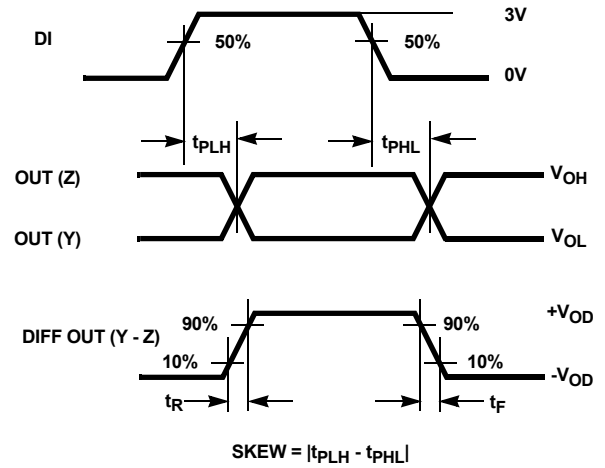 3V
DI
50%
50%
0V
tPLH
tPHL
OUT (Z)
VOH
OUT (Y)
VOL
+VOD
90%
90%
DIFF OUT (Y - Z)
10%
10%
-VOD
tR
tF
SKEW = |tPLH - tPHL|